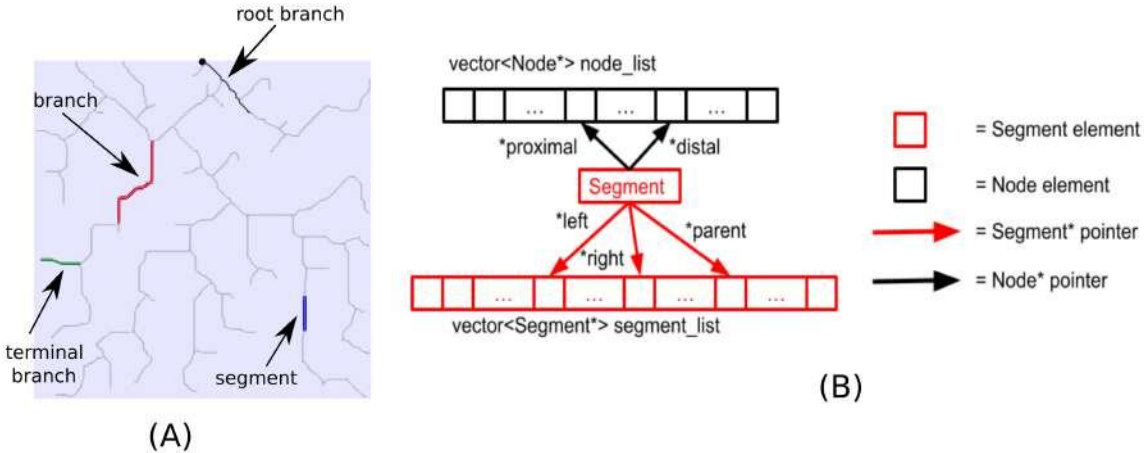 root branch
branch
terminal
branch
segment
(A)
vector<Node*> node_list
... ... ...
*proximal
*distal
Segment
*left
*right
*parent
... ... ... ...
vector<Segment*> segment_list
= Segment element
= Node element
= Segment* pointer
= Node* pointer
(B)